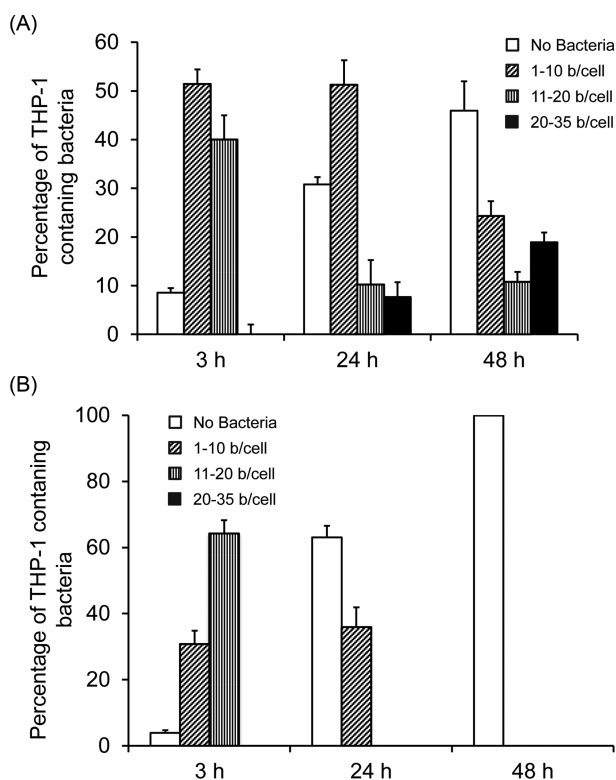 (A)
60
50
40
30
20
10
0
Percentage of THP-1
contaning bacteria
No Bacteria
1-10 b/cell
11-20 b/cell
20-35 b/cell
3 h
24 h
48 h
(B)
100
80
60
40
20
0
Percentage of THP-1 contaning
bacteria
No Bacteria
1-10 b/cell
11-20 b/cell
20-35 b/cell
3 h
24 h
48 h